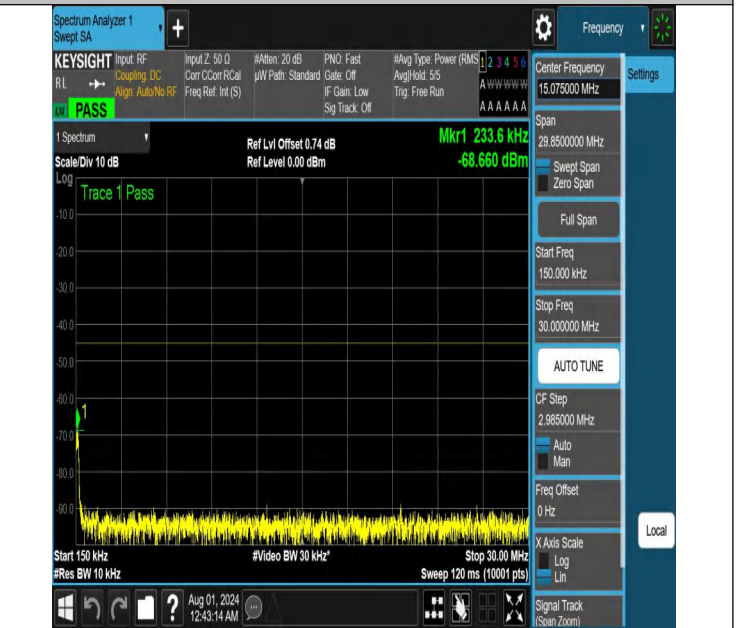 Spectrum Analyzer 1
Swept SA
+
Frequency
KEYSIGHT
RL
PASS
Input: RF
Coupling: DC
Align: Auto/No RF
Input Z: 50 Ω
Corr CCorr RCal
Freq Ref: Int (S)
#Atten: 20 dB
µW Path: Standard
PNO: Fast
Gate: Off
IF Gain: Low
Sig Track: Off
#Avg Type: Power (RMS
Avg|Hold: 5/5
Trig: Free Run
1 2 3 4 5 6
A W W W W W
A A A A A A
1 Spectrum
Scale/Div 10 dB
Log
Ref Lvl Offset 0.74 dB
Ref Level 0.00 dBm
Mkr1 233.6 kHz
-68.660 dBm
Trace 1 Pass
-10.0
-20.0
-30.0
-40.0
-50.0
-60.0
1
-70.0
-80.0
-90.0
Start 150 kHz
#Res BW 10 kHz
#Video BW 30 kHz*
Stop 30.00 MHz
Sweep 120 ms (10001 pts)
Center Frequency
15.075000 MHz
Settings
Span
29.8500000 MHz
Swept Span
Zero Span
Full Span
Start Freq
150.000 kHz
Stop Freq
30.000000 MHz
AUTO TUNE
CF Step
2.985000 MHz
Auto
Man
Freq Offset
0 Hz
X Axis Scale
Log
Lin
Local
Signal Track
(Span Zoom)
?
Aug 01, 2024
12:43:14 AM